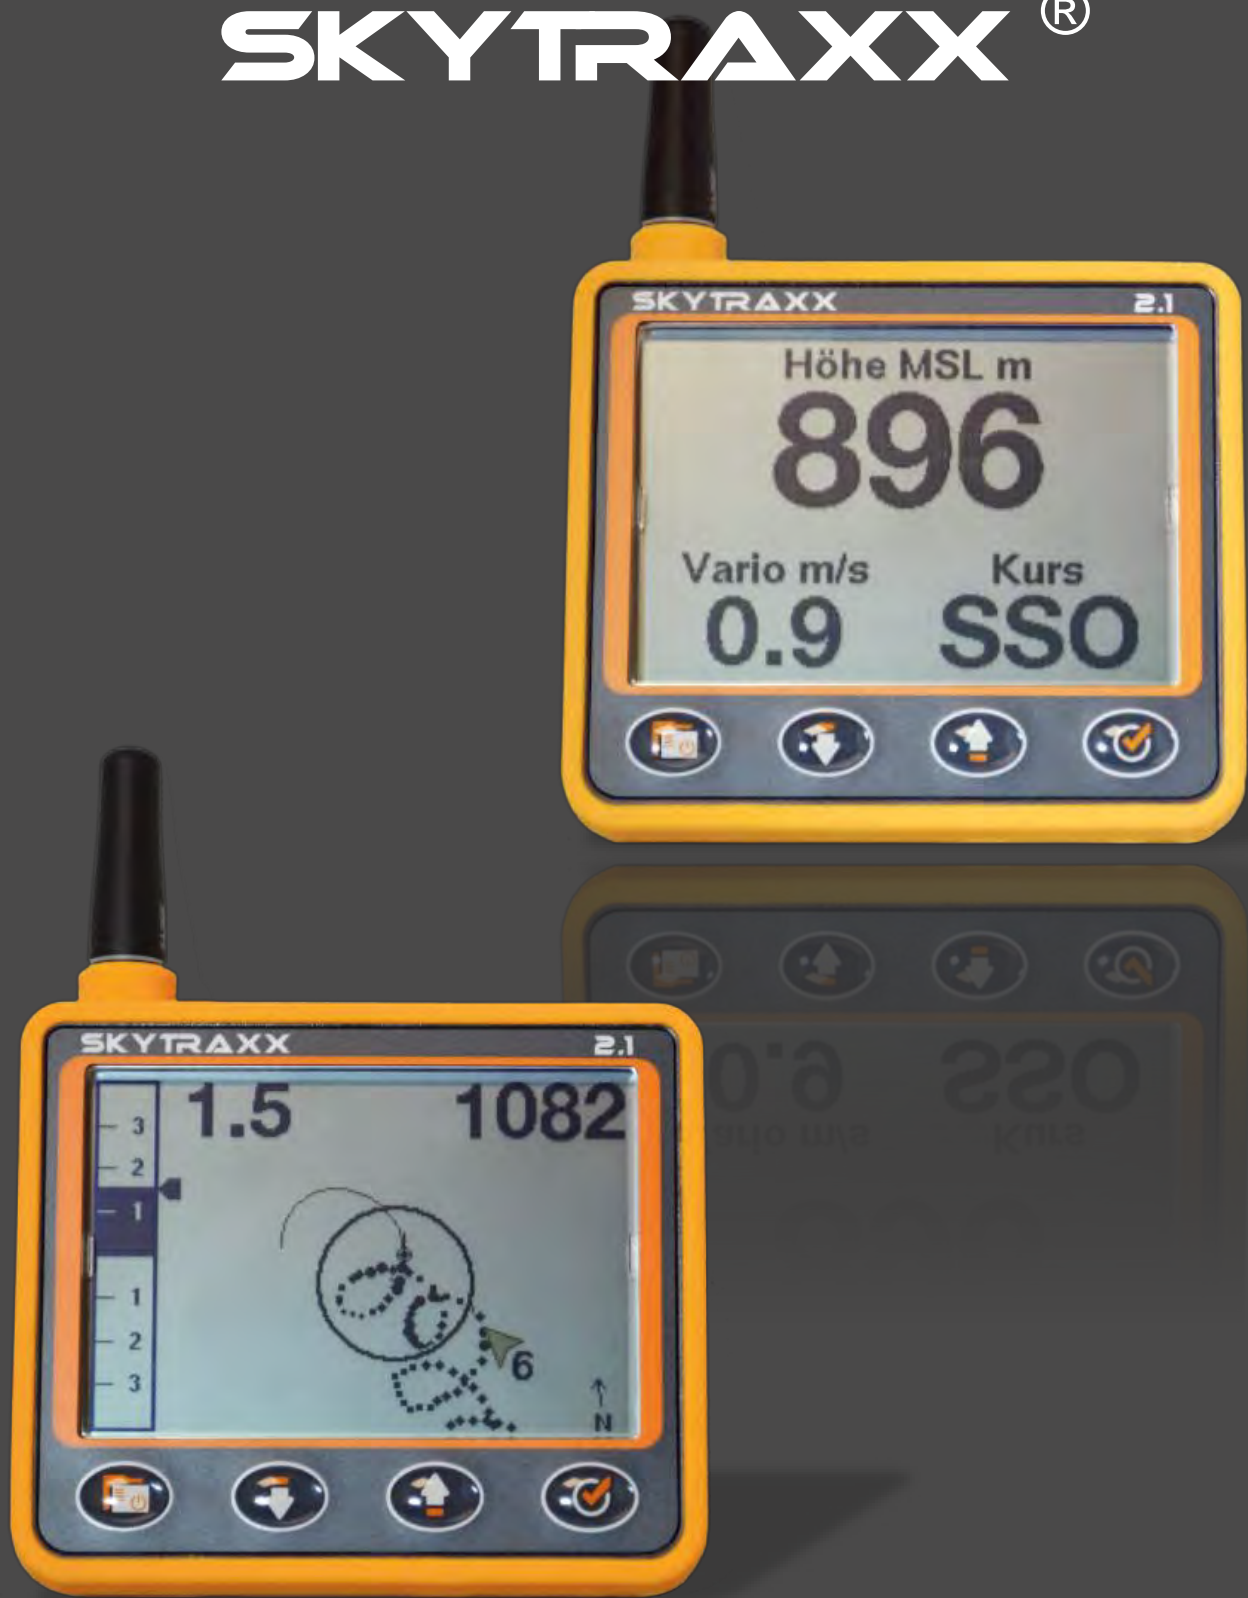 SKYTRAXX ®
SKYTRAXX 2.1
Höhe MSL m
896
Vario m/s Kurs
0.9 SSO
SKYTRAXX 2.1
1.5 1082
3
2
1
1
2
3
6
N